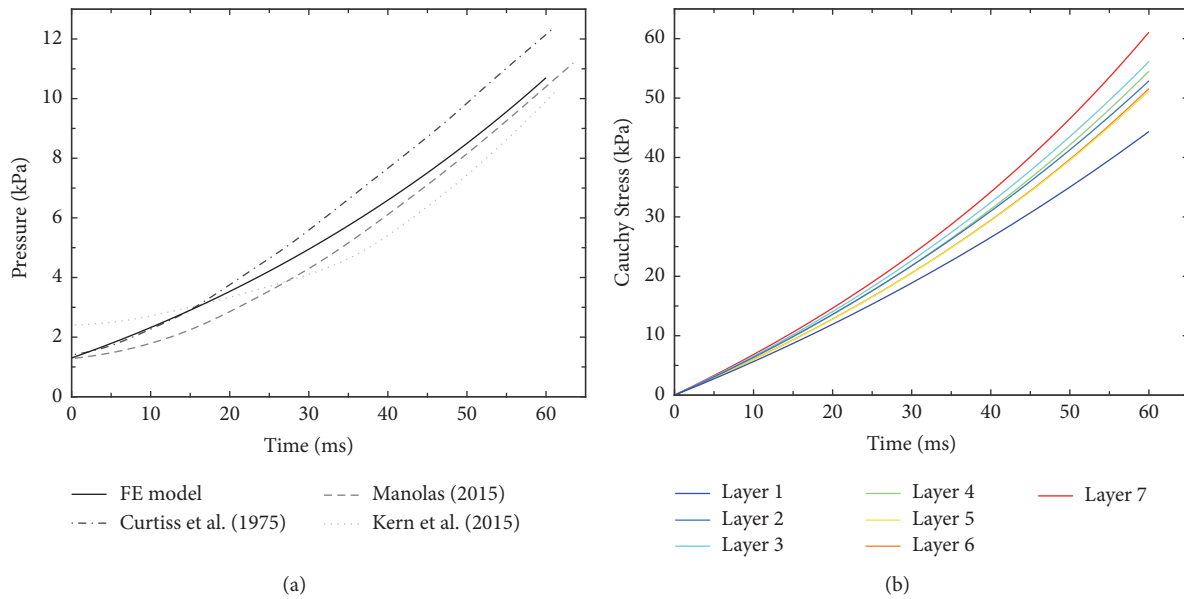 12
10
8
6
4
2
0
Pressure (kPa)
0 10 20 30 40 50 60
Time (ms)
FE model
Curtiss et al. (1975)
Manolas (2015)
Kern et al. (2015)
(a)
60
50
40
30
20
10
0
Cauchy Stress (kPa)
0 10 20 30 40 50 60
Time (ms)
Layer 1
Layer 2
Layer 3
Layer 4
Layer 5
Layer 6
Layer 7
(b)